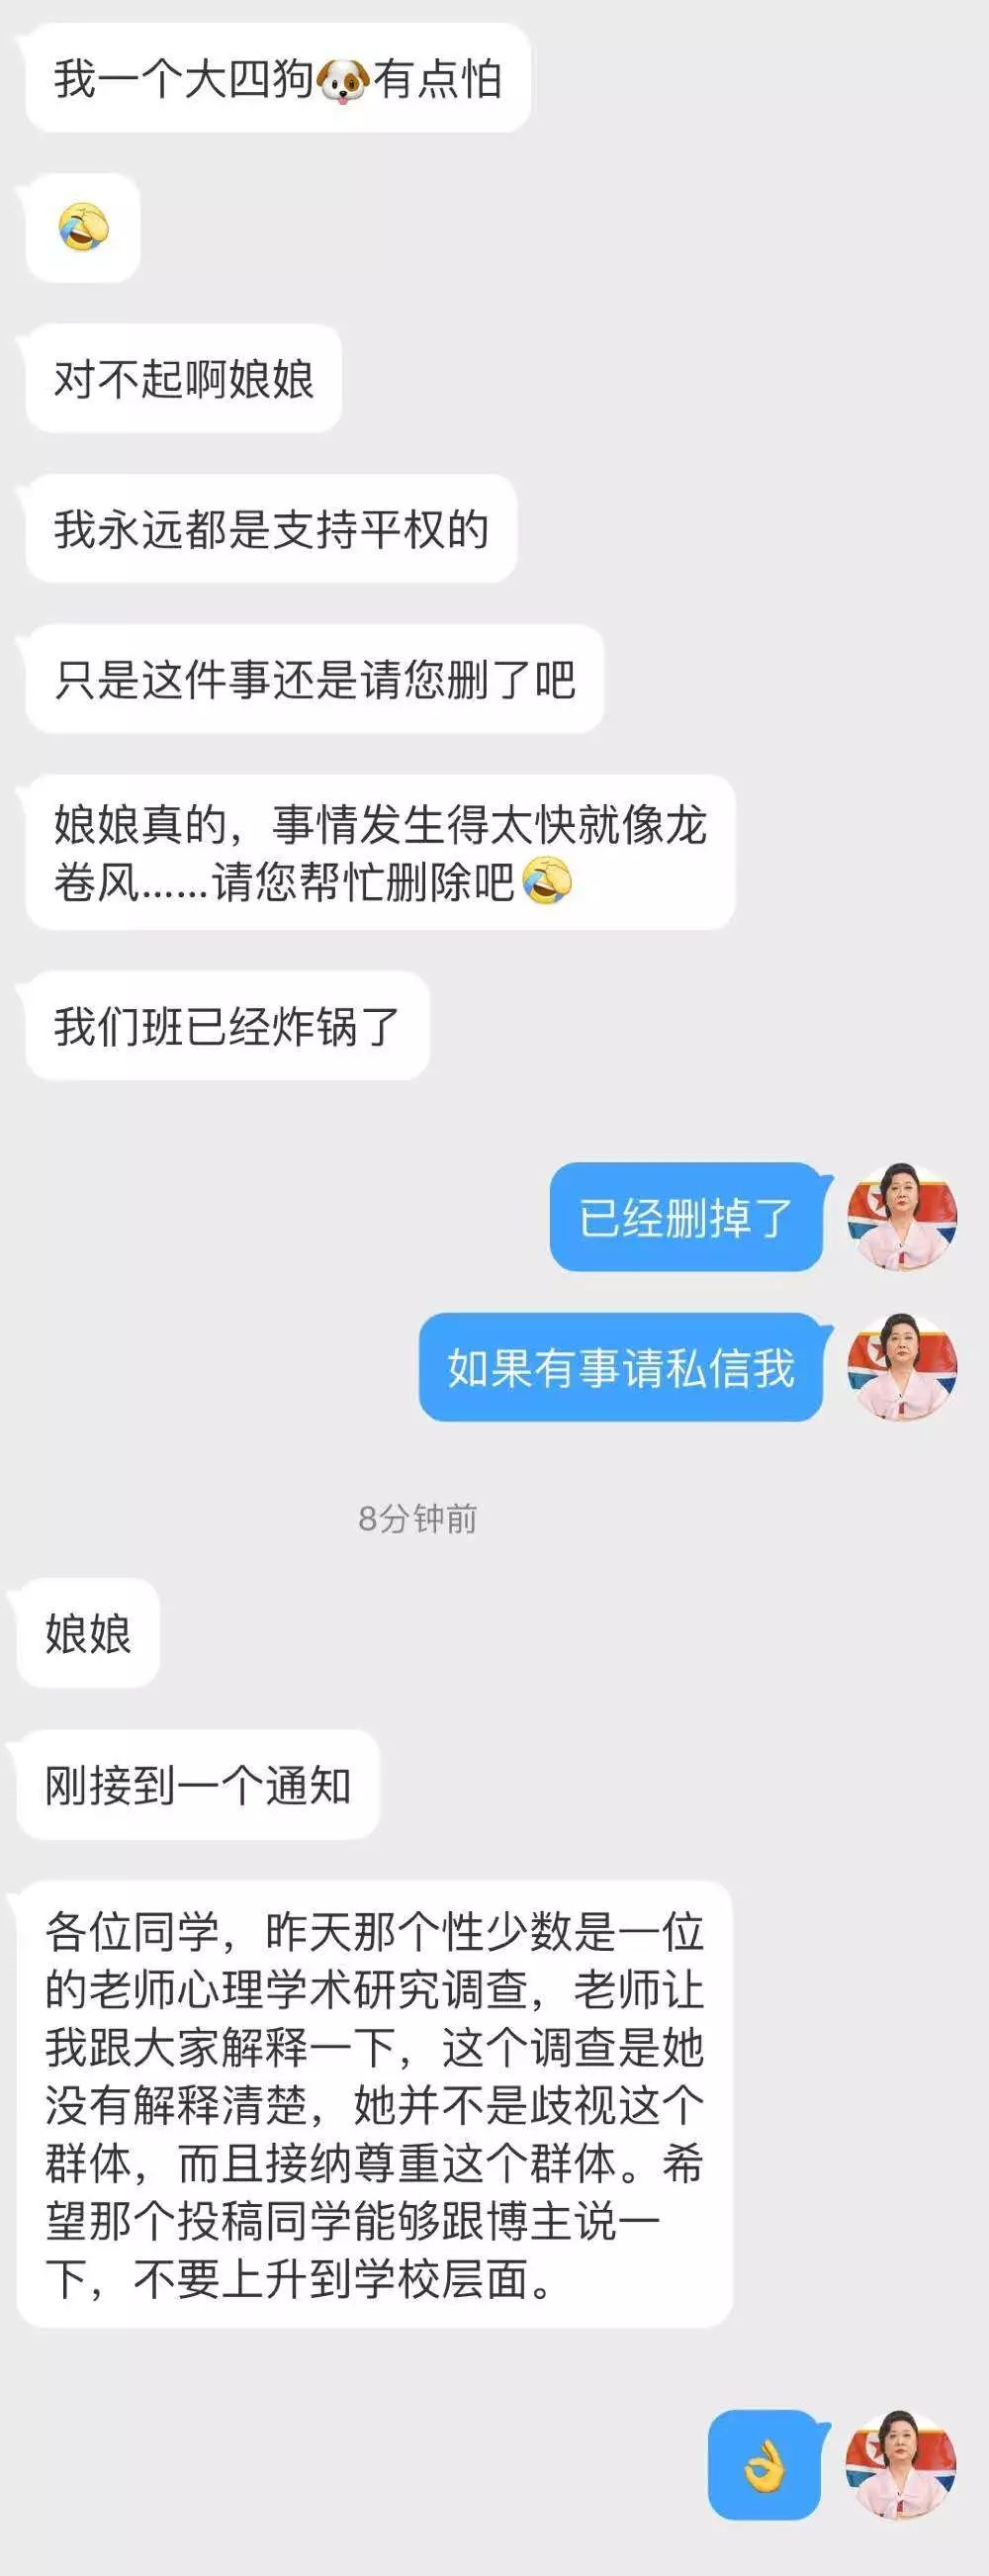 我一个大四狗🐶有点怕
🤣
对不起啊娘娘
我永远都是支持平权的
只是这件事还是请您删了吧
娘娘真的，事情发生得太快就像龙
卷风……请您帮忙删除吧🤣
我们班已经炸锅了
已经删掉了
如果有事请私信我
8分钟前
娘娘
刚接到一个通知
各位同学，昨天那个性少数是一位
的老师心理学术研究调查，老师让
我跟大家解释一下，这个调查是她
没有解释清楚，她并不是歧视这个
群体，而且接纳尊重这个群体。希
望那个投稿同学能够跟博主说一
下，不要上升到学校层面。
👌